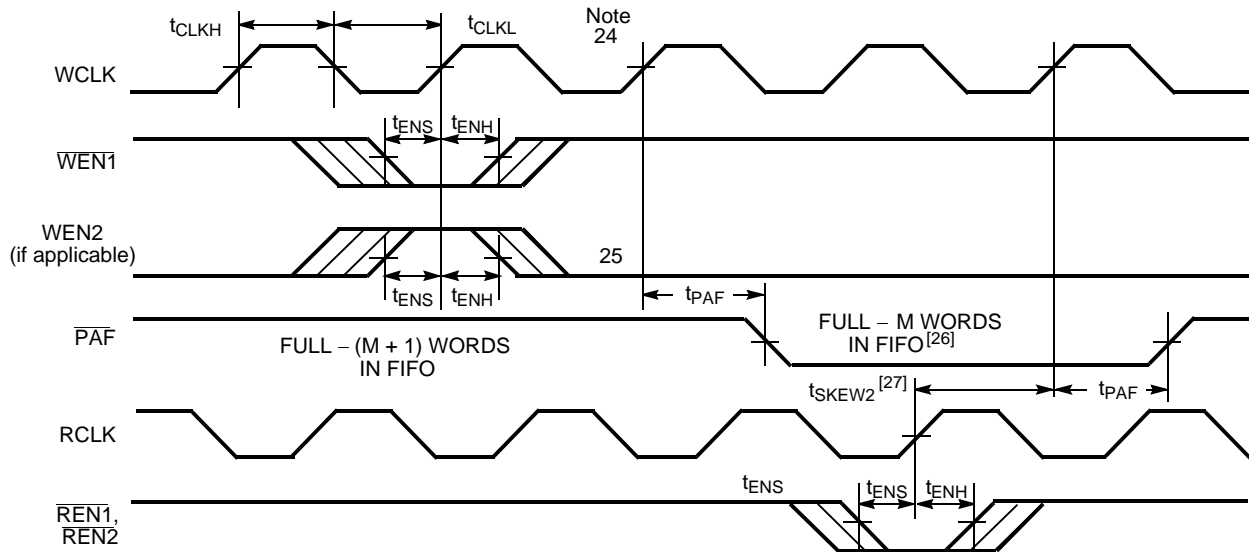 tCLKH
tCLKL
Note
24
WCLK
tENS
tENH
WEN1
WEN2
(if applicable)
25
tENS
tENH
tPAF
PAF
FULL – (M + 1) WORDS
IN FIFO
FULL – M WORDS
IN FIFO[26]
tSKEW2 [27]
tPAF
RCLK
tENS
tENS
tENH
REN1,
REN2